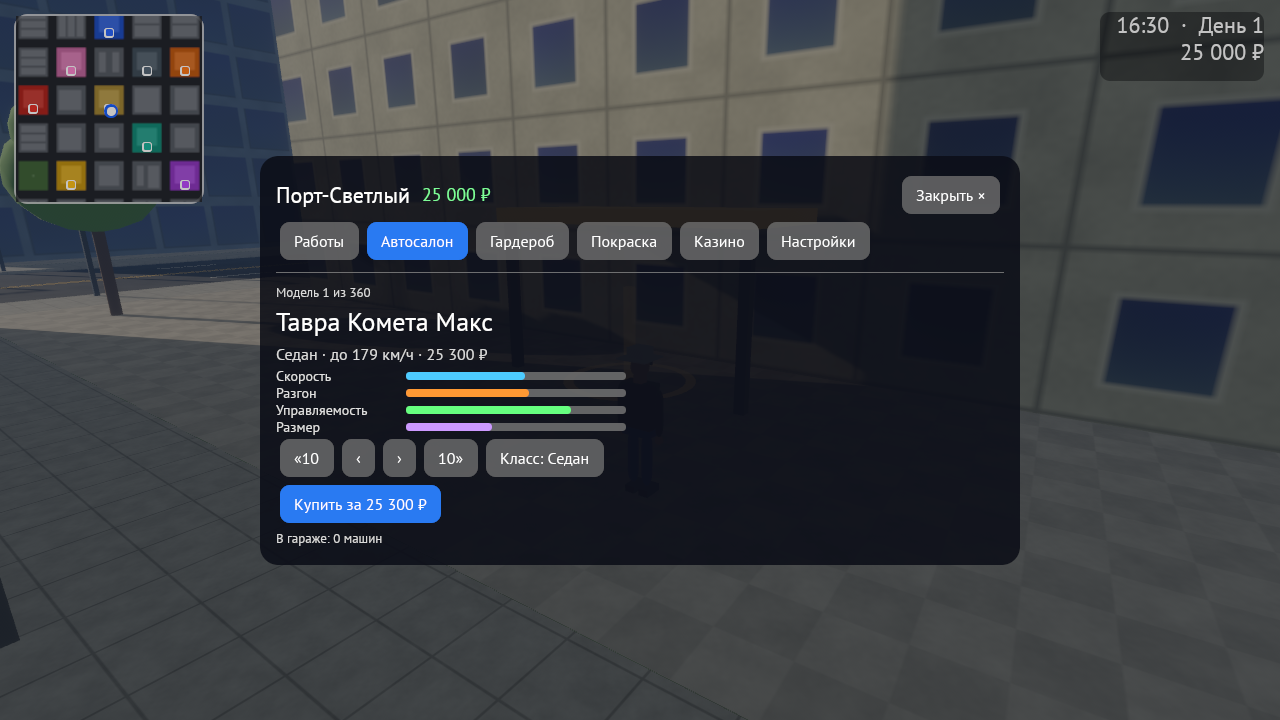 16:30 · День 1
25 000 ₽
Порт-Светлый 25 000 ₽ Закрыть ×
Работы Автосалон Гардероб Покраска Казино Настройки
Модель 1 из 360
Тавра Комета Макс
Седан · до 179 км/ч · 25 300 ₽
Скорость
Разгон
Управляемость
Размер
«10 ‹ › 10» Класс: Седан
Купить за 25 300 ₽
В гараже: 0 машин